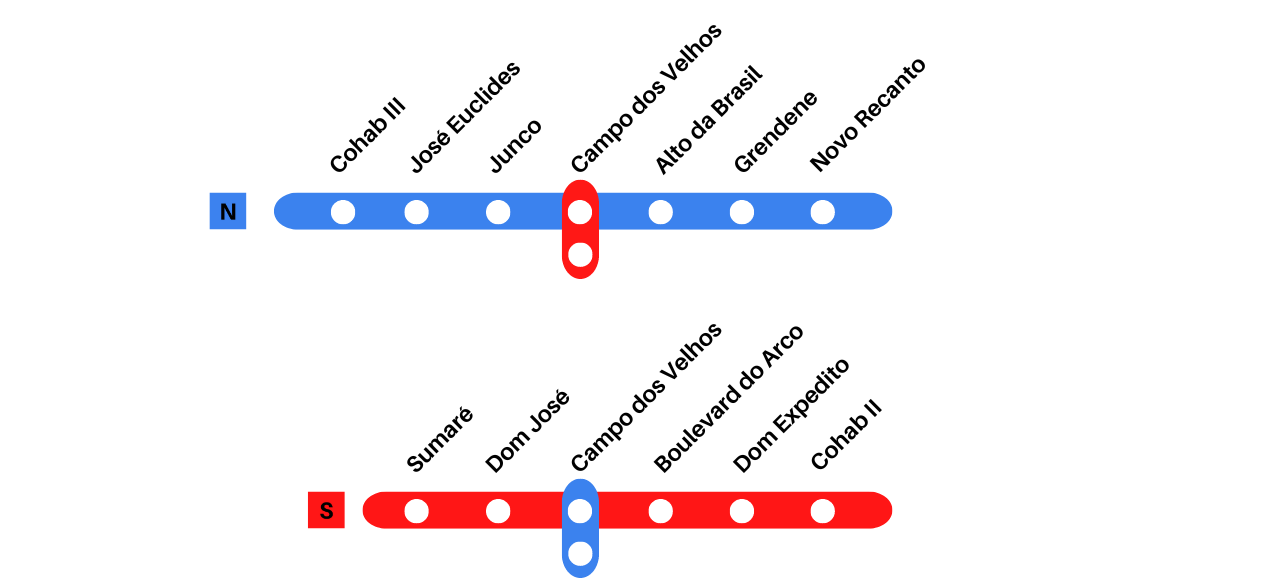 Cohab III
José Euclides
Junco
Campo dos Velhos
Alto da Brasil
Grendene
Novo Recanto
N
Sumaré
Dom José
Campo dos Velhos
Boulevard do Arco
Dom Expedito
Cohab II
S